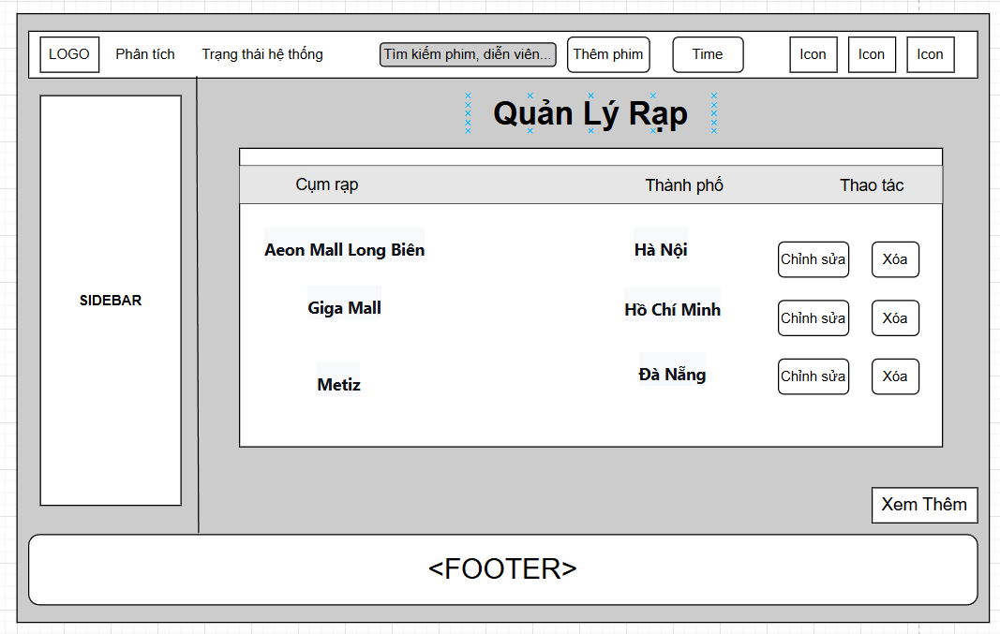 LOGO Phân tích Trạng thái hệ thống Tìm kiếm phim, diễn viên... Thêm phim Time Icon Icon Icon
Quản Lý Rạp
Cụm rạp Thành phố Thao tác
Aeon Mall Long Biên Hà Nội Chỉnh sửa Xóa
SIDEBAR
Giga Mall Hồ Chí Minh Chỉnh sửa Xóa
Metiz Đà Nẵng Chỉnh sửa Xóa
Xem Thêm
<FOOTER>